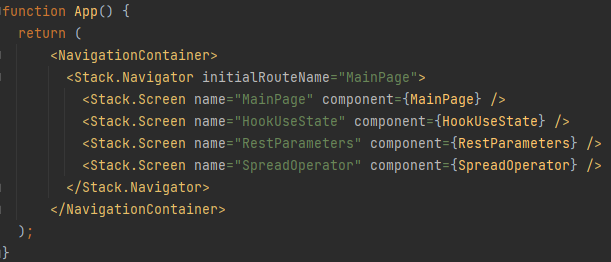 function App() {
  return (
      <NavigationContainer>
        <Stack.Navigator initialRouteName="MainPage">
          <Stack.Screen name="MainPage" component={MainPage} />
          <Stack.Screen name="HookUseState" component={HookUseState} />
          <Stack.Screen name="RestParameters" component={RestParameters} />
          <Stack.Screen name="SpreadOperator" component={SpreadOperator} />
        </Stack.Navigator>
      </NavigationContainer>
  );
}